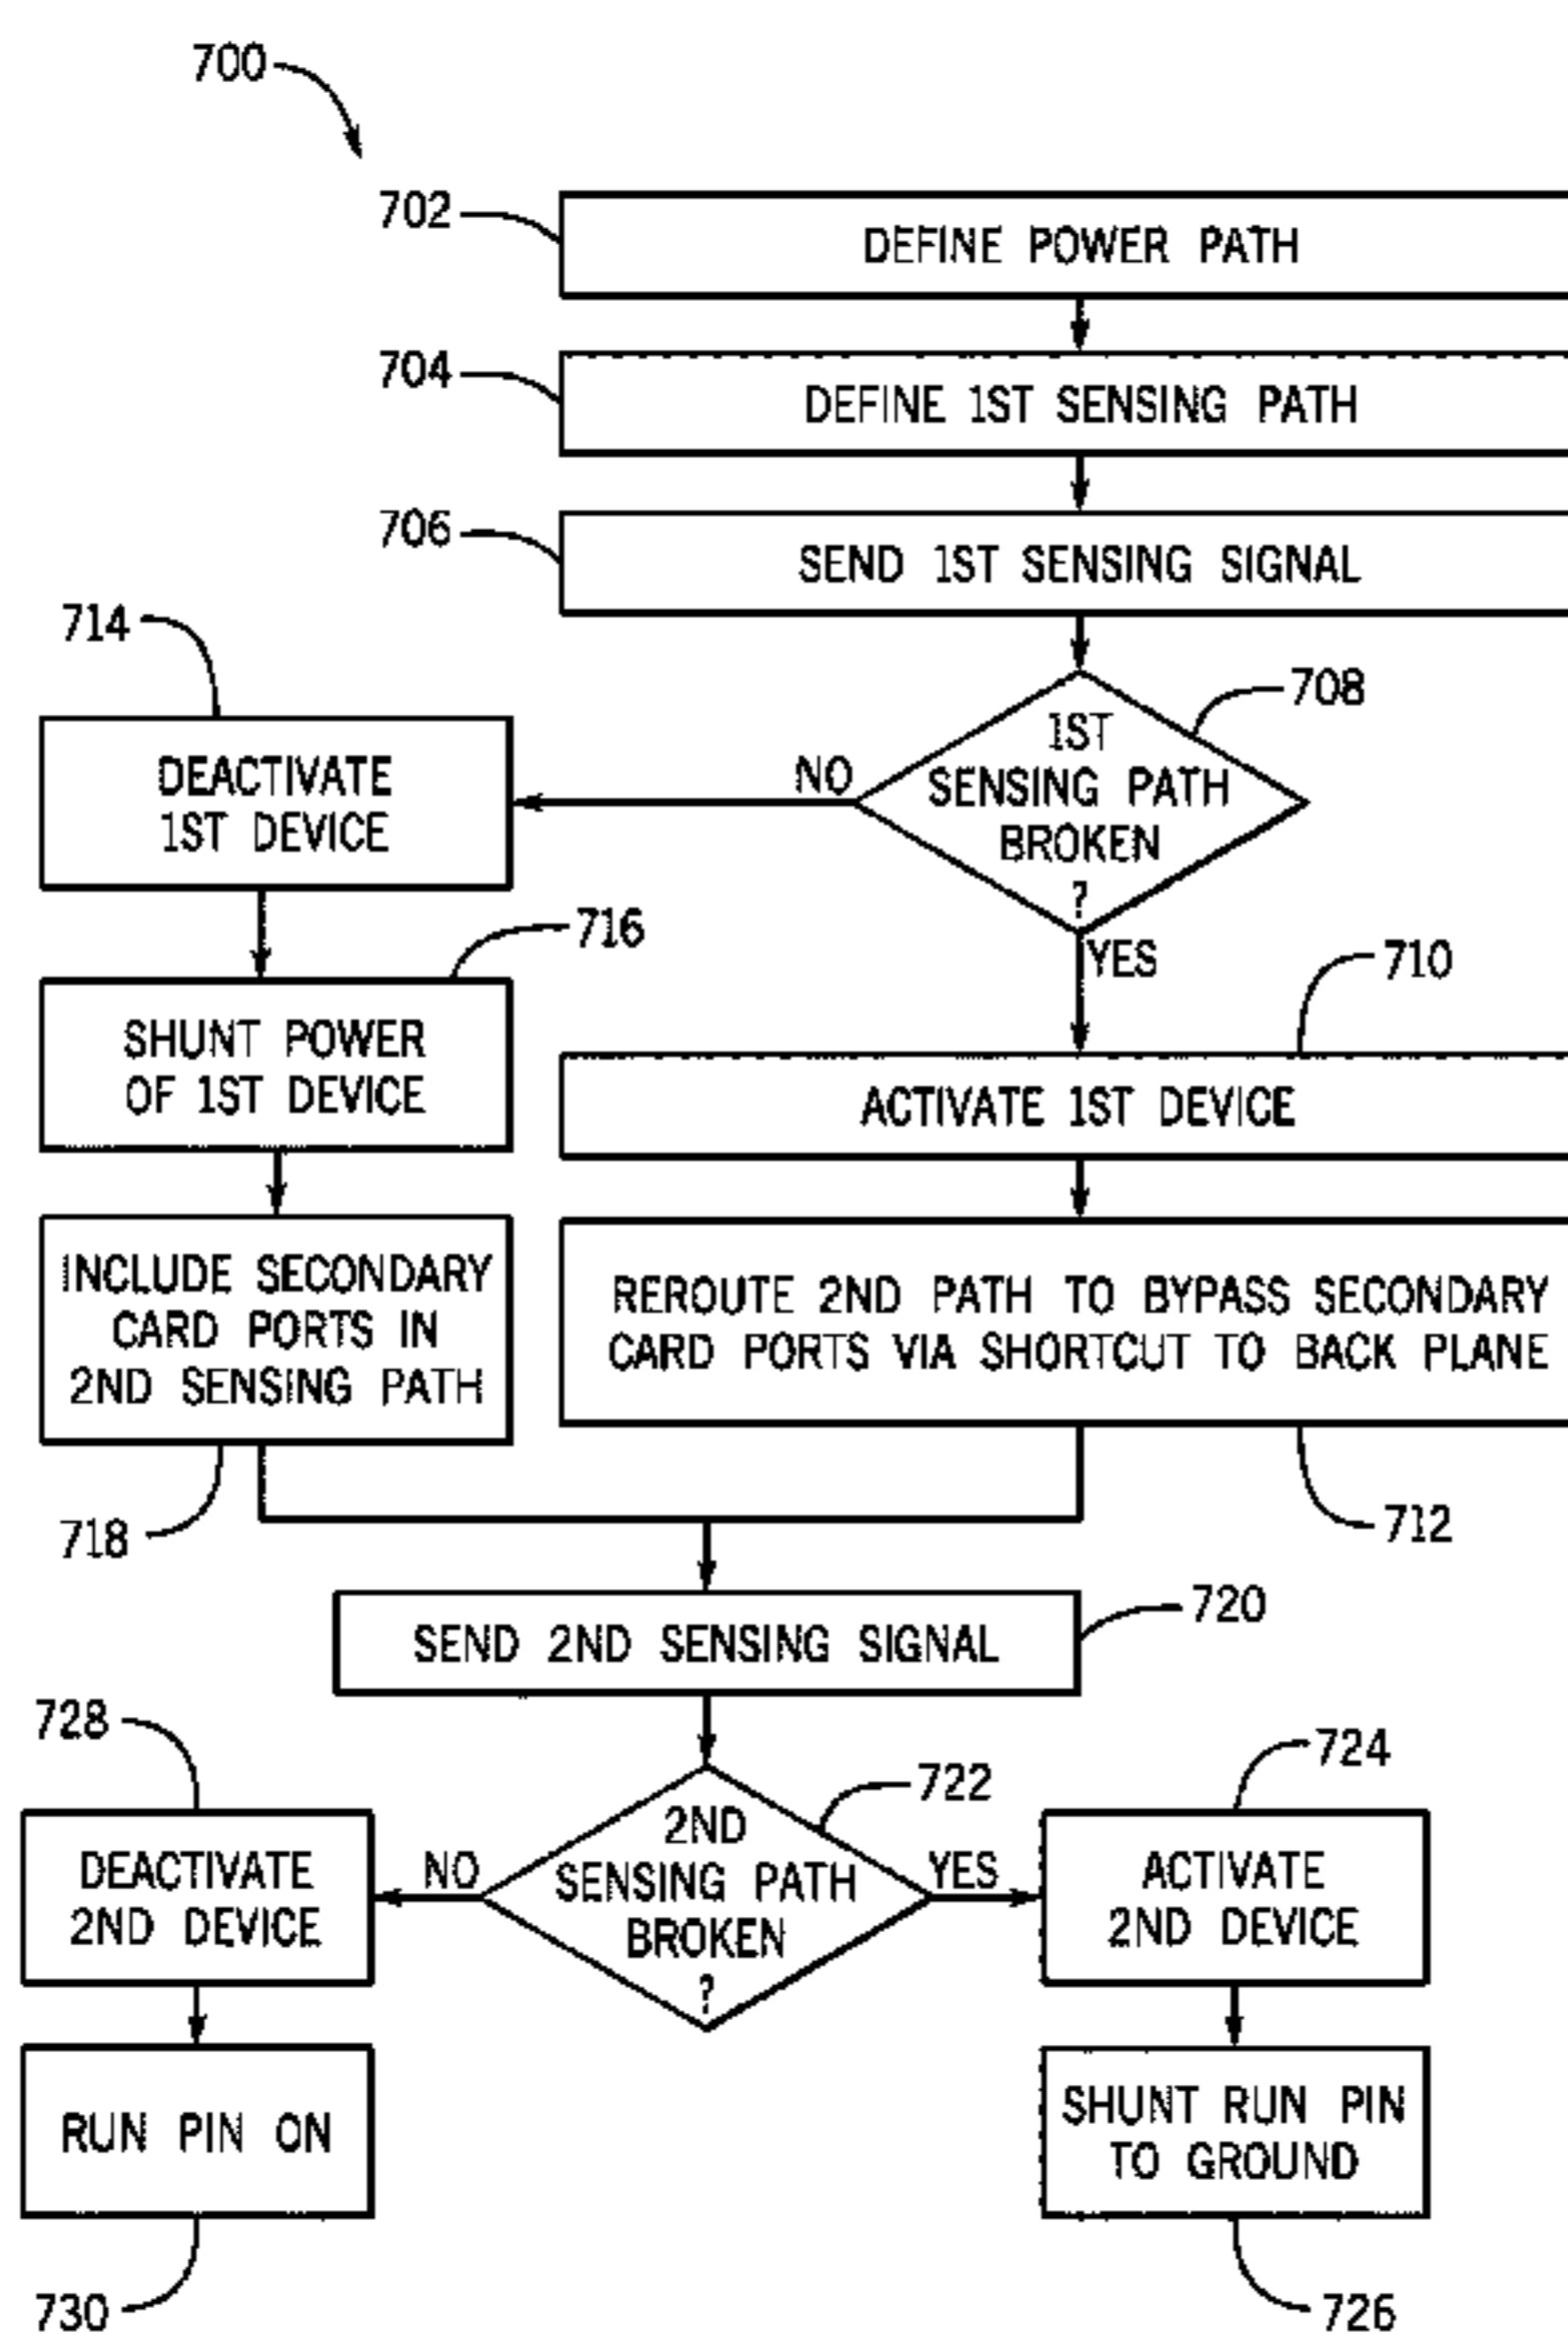 700
702
DEFINE POWER PATH
704
DEFINE 1ST SENSING PATH
706
SEND 1ST SENSING SIGNAL
714
708
1ST
SENSING PATH
BROKEN
?
NO
YES
DEACTIVATE
1ST DEVICE
716
710
SHUNT POWER
OF 1ST DEVICE
ACTIVATE 1ST DEVICE
INCLUDE SECONDARY
CARD PORTS IN
2ND SENSING PATH
REROUTE 2ND PATH TO BYPASS SECONDARY
CARD PORTS VIA SHORTCUT TO BACK PLANE
718
712
SEND 2ND SENSING SIGNAL
720
728
722
724
2ND
SENSING PATH
BROKEN
?
NO
YES
DEACTIVATE
2ND DEVICE
ACTIVATE
2ND DEVICE
RUN PIN ON
SHUNT RUN PIN
TO GROUND
730
726